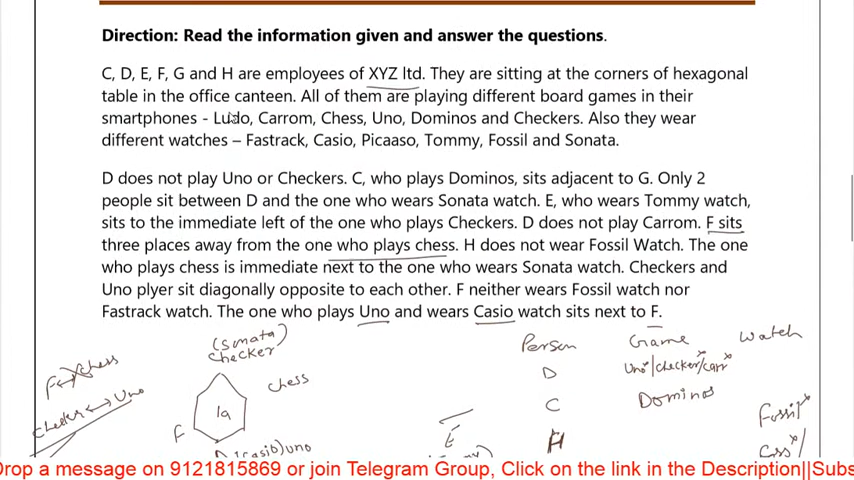 Direction: Read the information given and answer the questions.
C, D, E, F, G and H are employees of XYZ ltd. They are sitting at the corners of hexagonal
table in the office canteen. All of them are playing different board games in their
smartphones - Ludo, Carrom, Chess, Uno, Dominos and Checkers. Also they wear
different watches – Fastrack, Casio, Picaaso, Tommy, Fossil and Sonata.
D does not play Uno or Checkers. C, who plays Dominos, sits adjacent to G. Only 2
people sit between D and the one who wears Sonata watch. E, who wears Tommy watch,
sits to the immediate left of the one who plays Checkers. D does not play Carrom. F sits
three places away from the one who plays chess. H does not wear Fossil Watch. The one
who plays chess is immediate next to the one who wears Sonata watch. Checkers and
Uno plyer sit diagonally opposite to each other. F neither wears Fossil watch nor
Fastrack watch. The one who plays Uno and wears Casio watch sits next to F.
(Sonata)
checker
Person Game Watch
F↔chess
chess
D Uno/checker/carr
checker ↔ Uno
1a
C Dominos
F
Fossil
E
H
D (casio) uno
Drop a message on 9121815869 or join Telegram Group, Click on the link in the Description||Subs